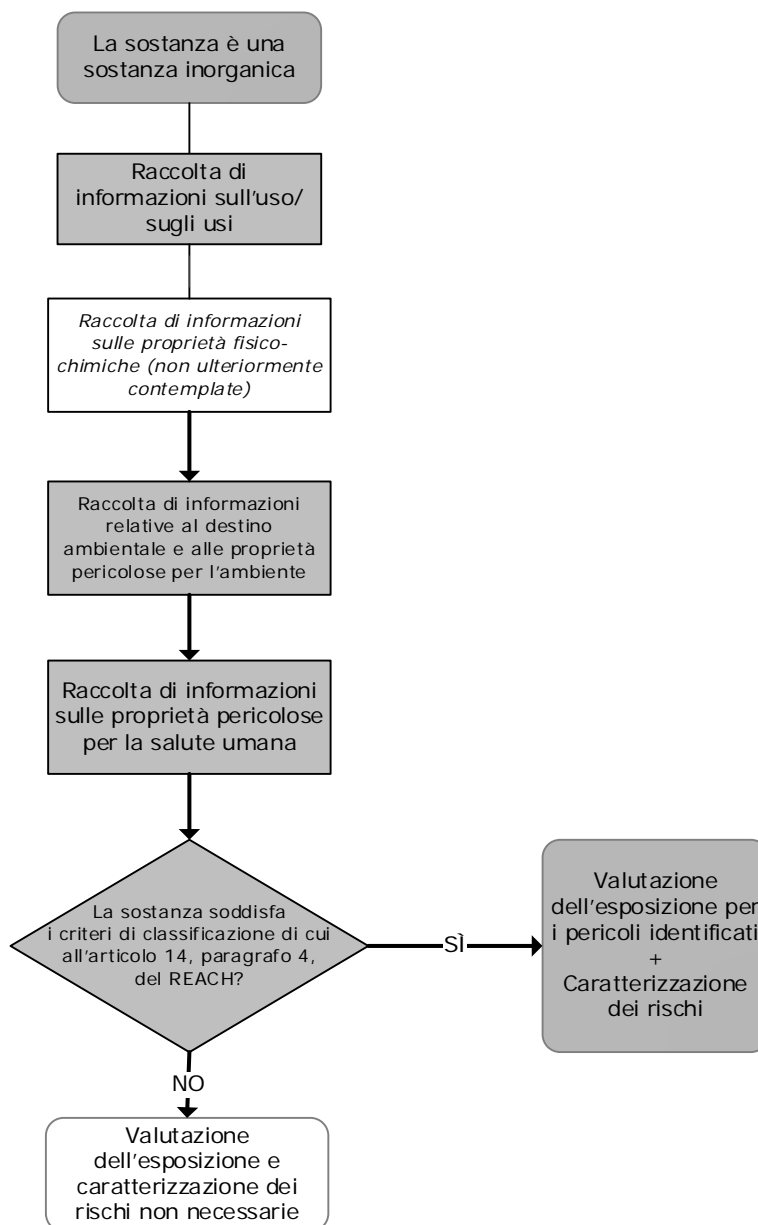 La sostanza è una
sostanza inorganica
Raccolta di
informazioni sull'uso/
sugli usi
Raccolta di informazioni
sulle proprietà fisico-
chimiche (non ulteriormente
contemplate)
Raccolta di informazioni
relative al destino
ambientale e alle proprietà
pericolose per l'ambiente
Raccolta di informazioni
sulle proprietà pericolose
per la salute umana
La sostanza soddisfa
i criteri di classificazione di cui
all'articolo 14, paragrafo 4,
del REACH?
SÌ
Valutazione
dell'esposizione per
i pericoli identificati
+
Caratterizzazione
dei rischi
NO
Valutazione
dell'esposizione e
caratterizzazione dei
rischi non necessarie